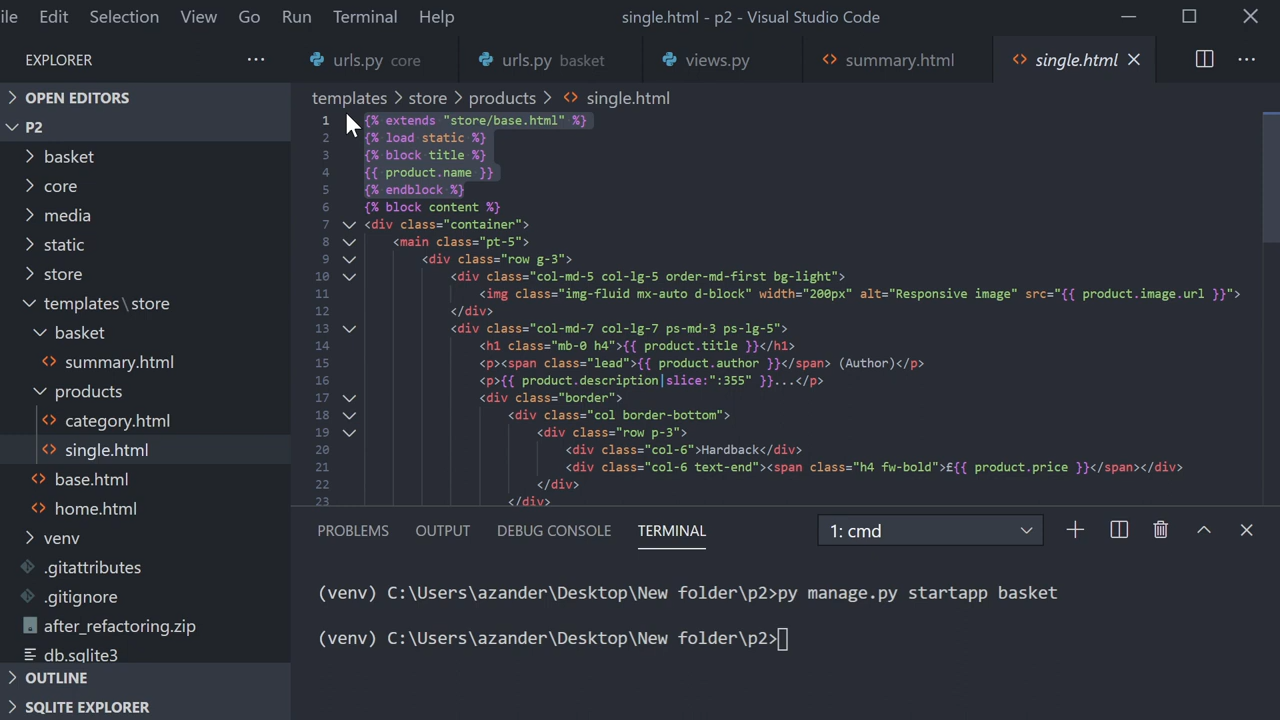 ile Edit Selection View Go Run Terminal Help single.html - p2 - Visual Studio Code
EXPLORER
urls.py core urls.py basket views.py summary.html single.html
OPEN EDITORS
P2
basket
core
media
static
store
templates\store
basket
summary.html
products
category.html
single.html
base.html
home.html
venv
.gitattributes
.gitignore
after_refactoring.zip
db.sqlite3
OUTLINE
SQLITE EXPLORER
templates > store > products > single.html
1 {% extends "store/base.html" %}
2 {% load static %}
3 {% block title %}
4 {{ product.name }}
5 {% endblock %}
6 {% block content %}
7 <div class="container">
8 <main class="pt-5">
9 <div class="row g-3">
10 <div class="col-md-5 col-lg-5 order-md-first bg-light">
11 <img class="img-fluid mx-auto d-block" width="200px" alt="Responsive image" src="{{ product.image.url }}">
12 </div>
13 <div class="col-md-7 col-lg-7 ps-md-3 ps-lg-5">
14 <h1 class="mb-0 h4">{{ product.title }}</h1>
15 <p><span class="lead">{{ product.author }}</span> (Author)</p>
16 <p>{{ product.description|slice:":355" }}...</p>
17 <div class="border">
18 <div class="col border-bottom">
19 <div class="row p-3">
20 <div class="col-6">Hardback</div>
21 <div class="col-6 text-end"><span class="h4 fw-bold">£{{ product.price }}</span></div>
22 </div>
23 </div>
PROBLEMS OUTPUT DEBUG CONSOLE TERMINAL 1: cmd
(venv) C:\Users\azander\Desktop\New folder\p2>py manage.py startapp basket
(venv) C:\Users\azander\Desktop\New folder\p2>